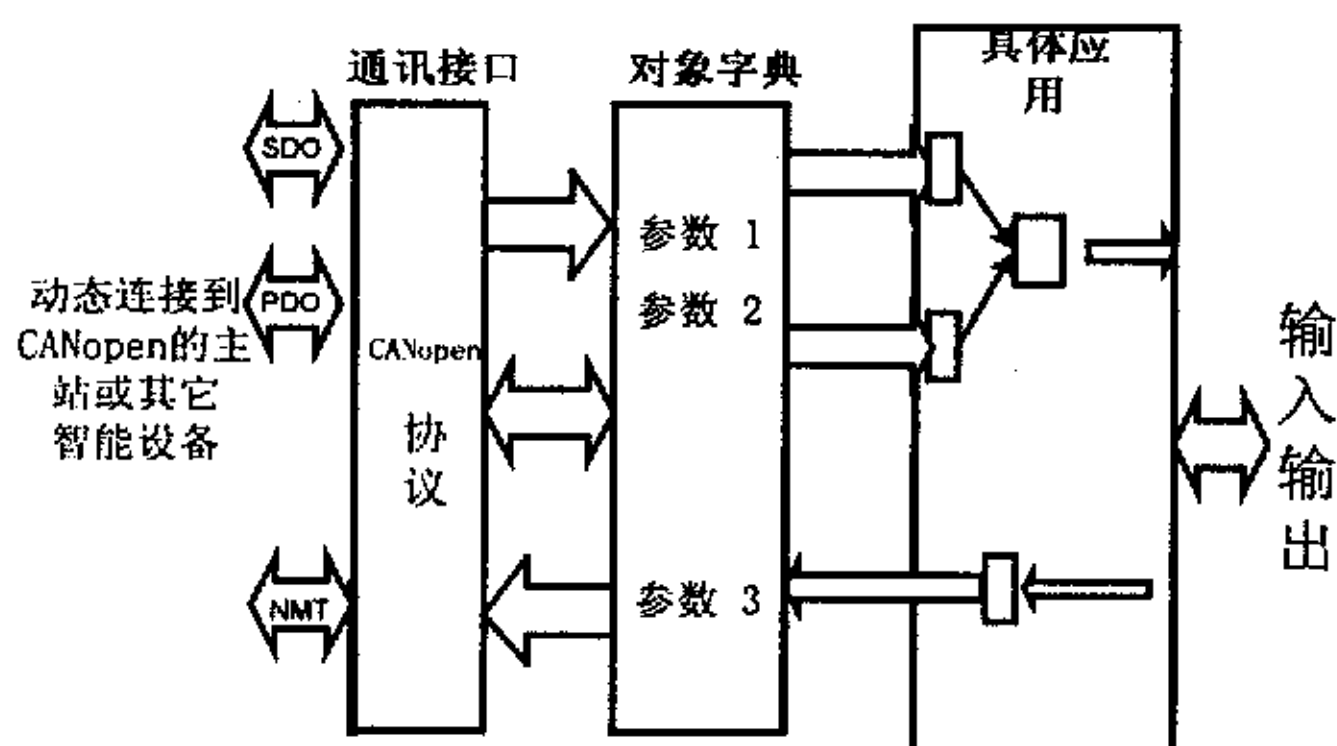 通讯接口
对象字典
具体应
用
SDO
PDO
NMT
动态连接到
CANopen的主
站或其它
智能设备
CANopen
协
议
参数 1
参数 2
参数 3
输
入
输
出